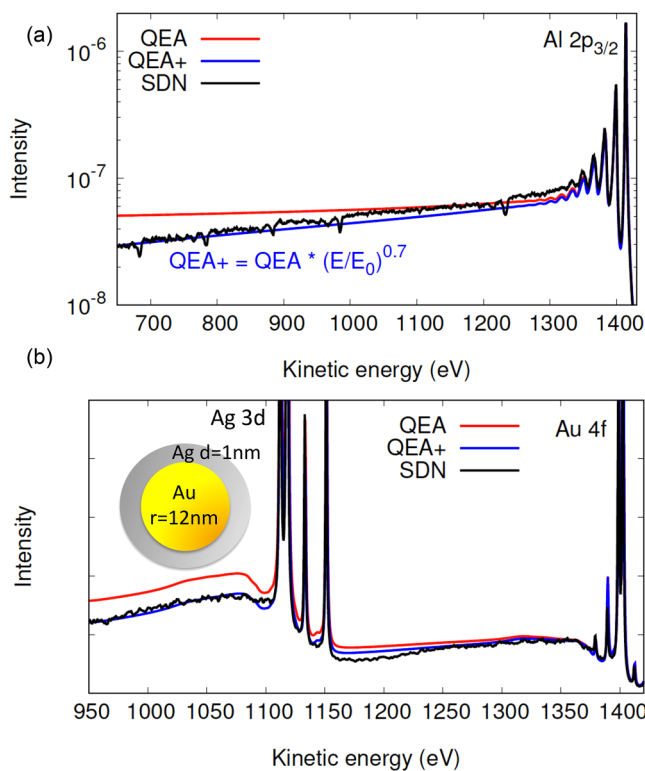 (a)
QEA
QEA+
SDN
Al 2p3/2
Intensity
10-6
10-7
10-8
QEA+ = QEA * (E/E0)0.7
700 800 900 1000 1100 1200 1300 1400
Kinetic energy (eV)
(b)
Ag 3d
Ag d=1nm
Au
r=12nm
QEA
QEA+
SDN
Au 4f
Intensity
950 1000 1050 1100 1150 1200 1250 1300 1350 1400
Kinetic energy (eV)